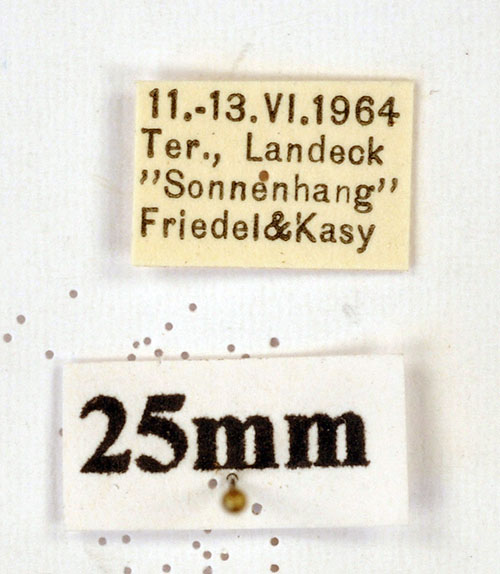 11.-13.VI.1964
Ter., Landeck
"Sonnenhang"
Friedel&Kasy
25mm